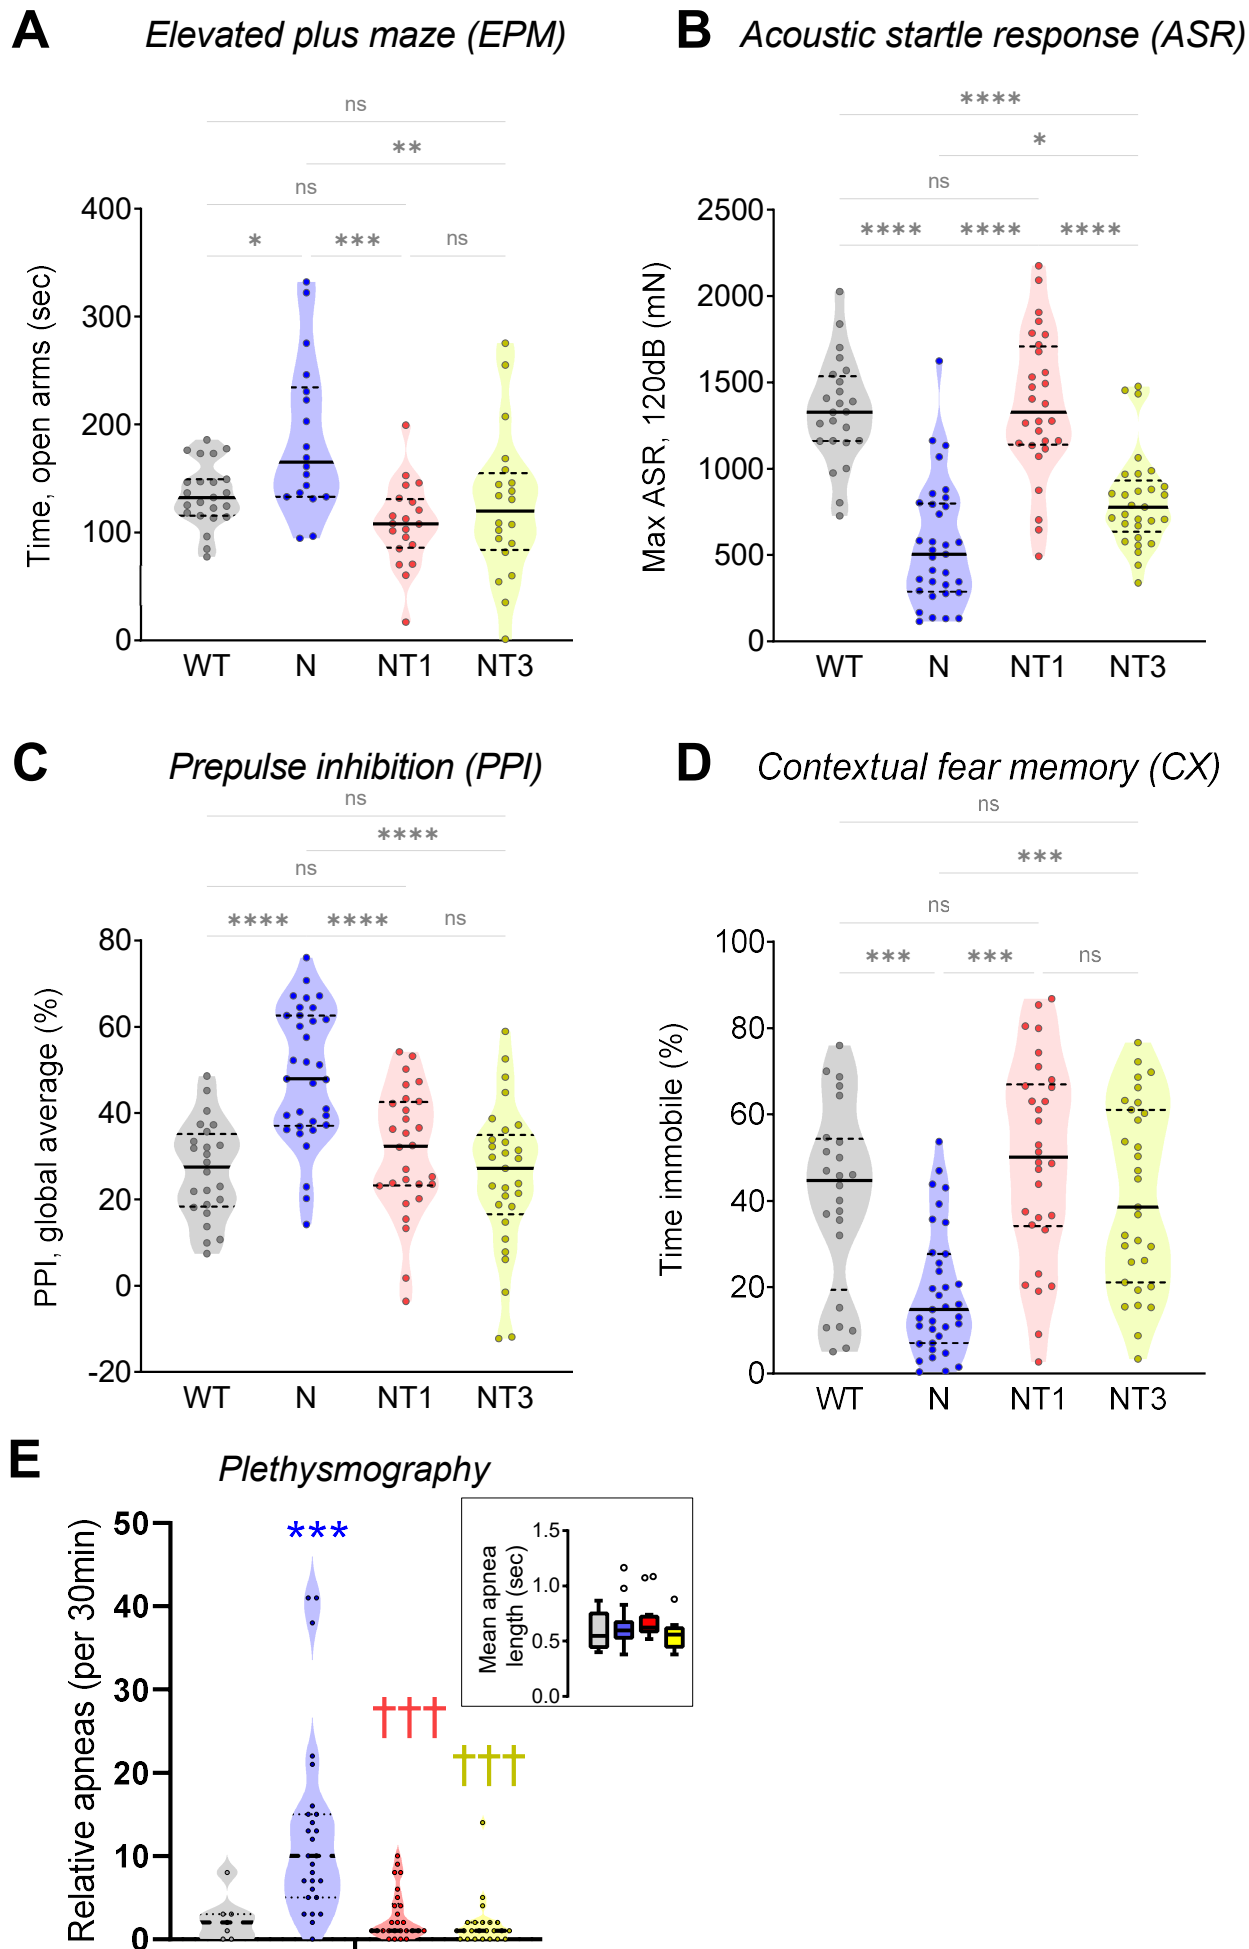 A
Elevated plus maze (EPM)
ns
**
ns
*
***
ns
Time, open arms (sec)
400
300
200
100
0
WT
N
NT1
NT3
B
Acoustic startle response (ASR)
****
*
ns
****
****
****
Max ASR, 120dB (mN)
2500
2000
1500
1000
500
0
WT
N
NT1
NT3
C
Prepulse inhibition (PPI)
ns
****
ns
****
****
ns
PPI, global average (%)
80
60
40
20
0
-20
WT
N
NT1
NT3
D
Contextual fear memory (CX)
ns
***
ns
***
***
ns
Time immobile (%)
100
80
60
40
20
0
WT
N
NT1
NT3
E
Plethysmography
Relative apneas (per 30min)
50
40
30
20
10
0
***
†††
†††
Mean apnea
length (sec)
1.5
1.0
0.5
0.0